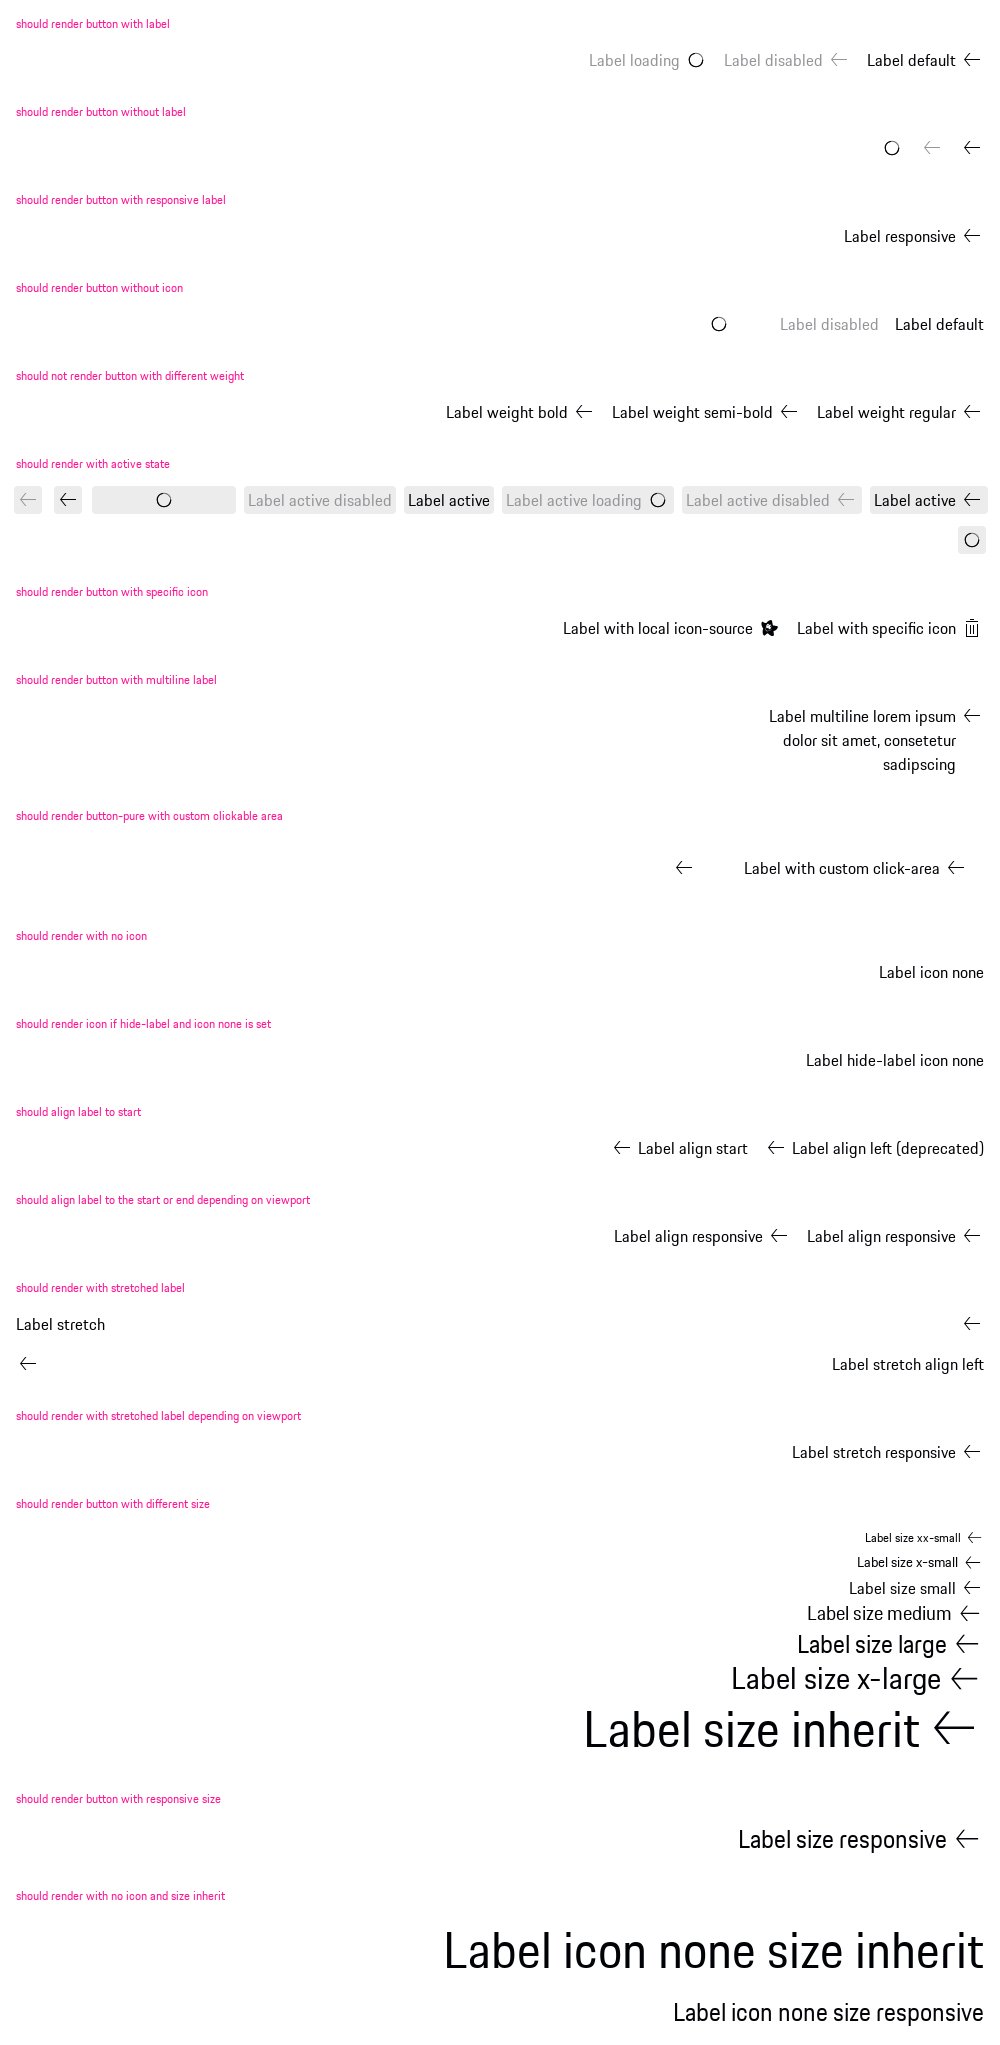 should render button with label
Label loading Label disabled Label default
should render button without label
should render button with responsive label
Label responsive
should render button without icon
Label disabled Label default
should not render button with different weight
Label weight bold Label weight semi-bold Label weight regular
should render with active state
Label active disabled Label active Label active loading Label active disabled Label active
should render button with specific icon
Label with local icon-source Label with specific icon
should render button with multiline label
Label multiline lorem ipsum
dolor sit amet, consetetur
sadipscing
should render button-pure with custom clickable area
Label with custom click-area
should render with no icon
Label icon none
should render icon if hide-label and icon none is set
Label hide-label icon none
should align label to start
Label align start Label align left (deprecated)
should align label to the start or end depending on viewport
Label align responsive Label align responsive
should render with stretched label
Label stretch
Label stretch align left
should render with stretched label depending on viewport
Label stretch responsive
should render button with different size
Label size xx-small
Label size x-small
Label size small
Label size medium
Label size large
Label size x-large
Label size inherit
should render button with responsive size
Label size responsive
should render with no icon and size inherit
Label icon none size inherit
Label icon none size responsive